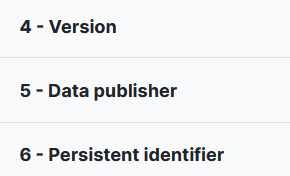 4 - Version
5 - Data publisher
6 - Persistent identifier